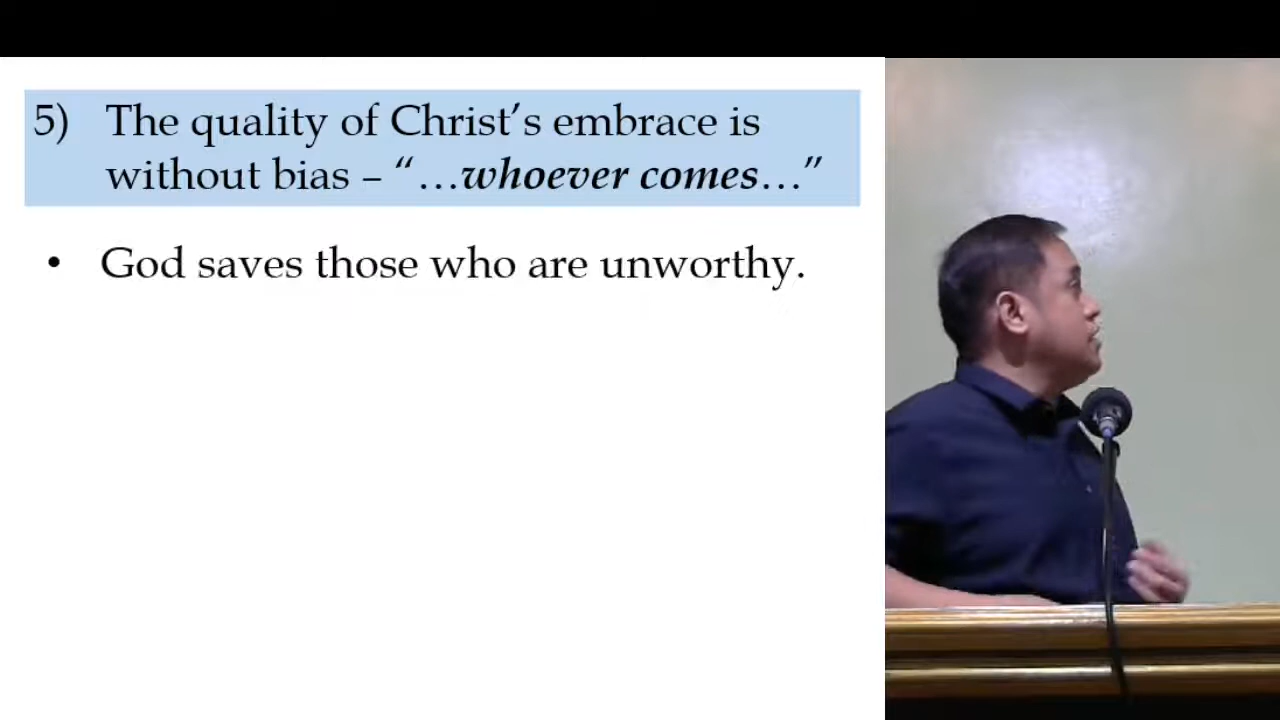 5) The quality of Christ’s embrace is
without bias – “…whoever comes…”
• God saves those who are unworthy.